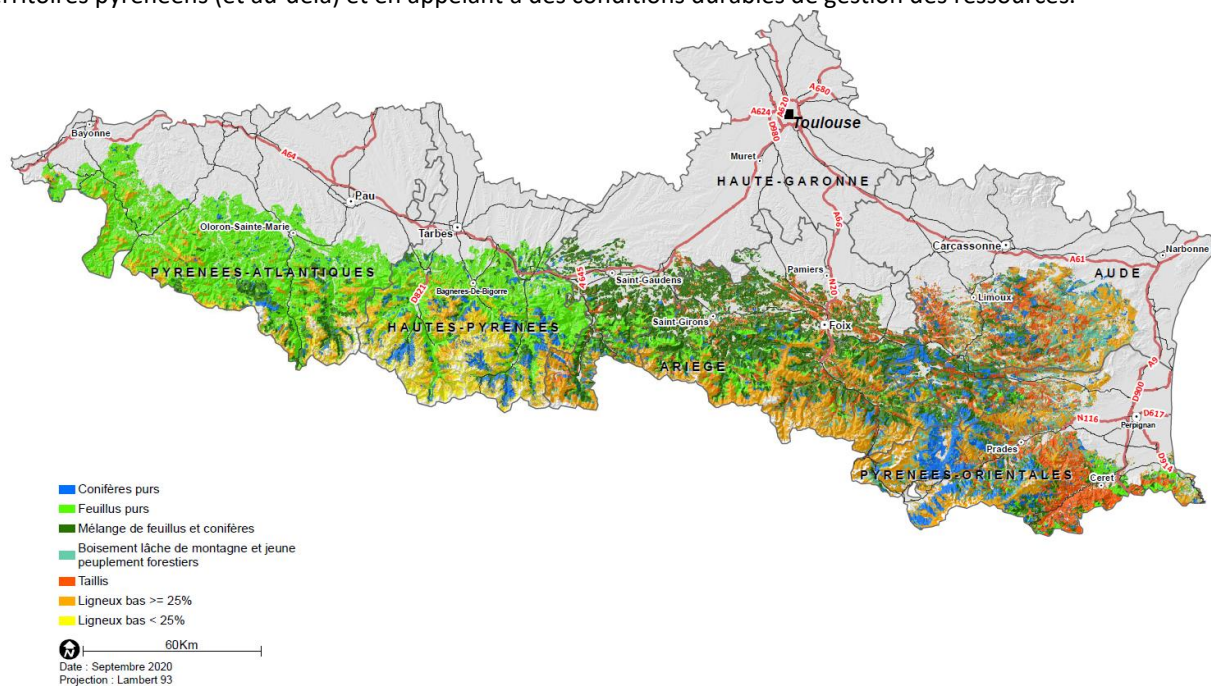 erritoires pyrénéens (et au-delà) et en appelant à des conditions durables de gestion des ressources.
A680
A624
A620
Toulouse
D980
Bayonne
Muret
A64
HAUTE-GARONNE
Pau
Oloron-Sainte-Marie
A66
Tarbes
Carcassonne
Narbonne
A61
PYRENEES-ATLANTIQUES
A645
Saint-Gaudens
Pamiers
AUDE
D821
Bagneres-De-Bigorre
N20
Limoux
HAUTES-PYRENEES
Saint-Girons
Foix
ARIEGE
A9
D900
N116
D617
Perpignan
Prades
D914
PYRENEES-ORIENTALES
Ceret
Conifères purs
Feuillus purs
Mélange de feuillus et conifères
Boisement lâche de montagne et jeune
peuplement forestiers
Taillis
Ligneux bas >= 25%
Ligneux bas < 25%
N
60Km
Date : Septembre 2020
Projection : Lambert 93